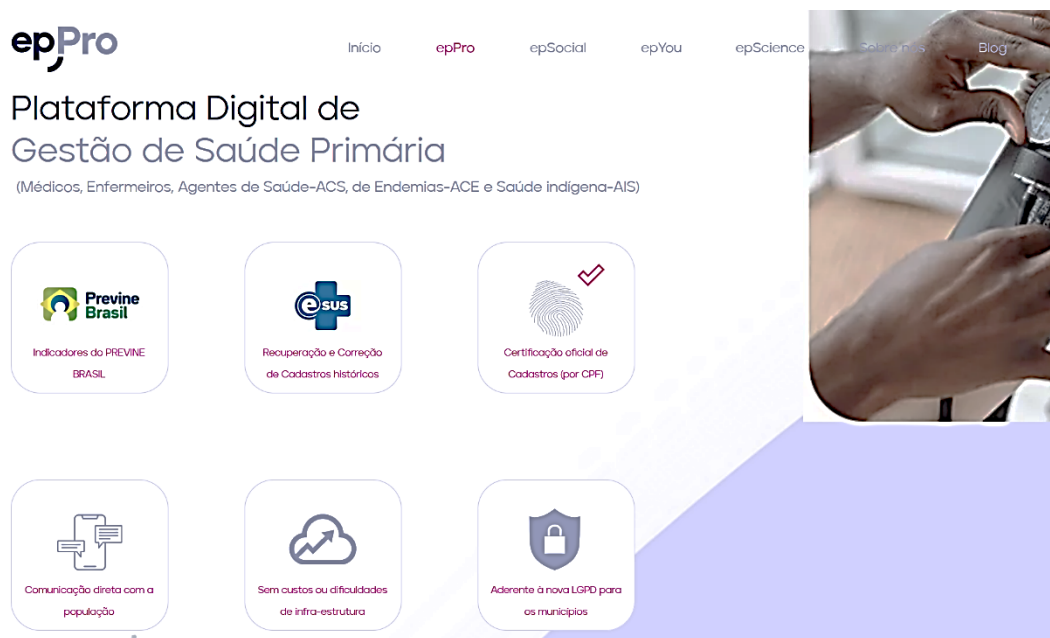 epPro
Início epPro epSocial epYou epScience Sobre nós Blog
Plataforma Digital de
Gestão de Saúde Primária
(Médicos, Enfermeiros, Agentes de Saúde-ACS, de Endemias-ACE e Saúde indígena-AIS)
Previne
Brasil
Indicadores do PREVINE
BRASIL
e sus
Recuperação e Correção
de Cadastros históricos
Certificação oficial de
Cadastros (por CPF)
Comunicação direta com a
população
Sem custos ou dificuldades
de infra-estrutura
Aderente à nova LGPD para
os municípios